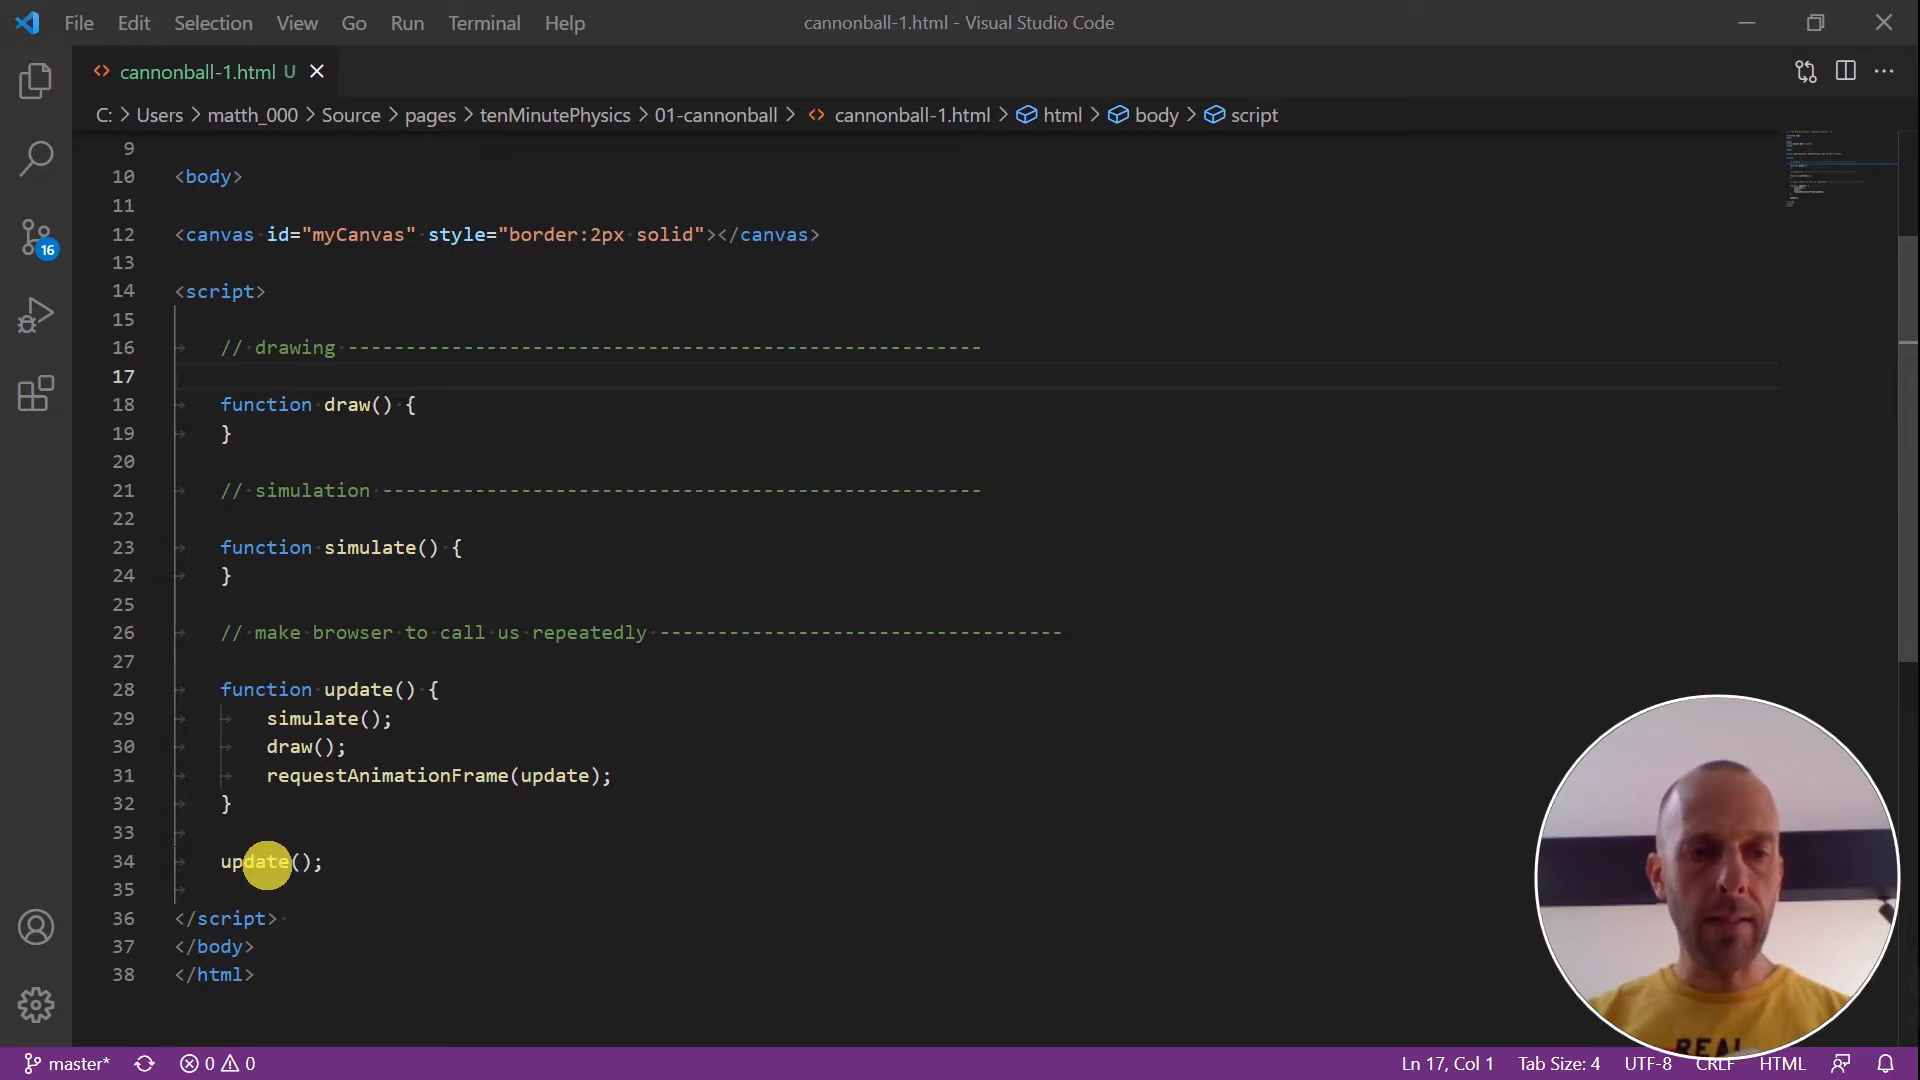 File Edit Selection View Go Run Terminal Help cannonball-1.html - Visual Studio Code
cannonball-1.html U
C: > Users > matth_000 > Source > pages > tenMinutePhysics > 01-cannonball > cannonball-1.html > html > body > script
9
10 <body>
11
12 <canvas id="myCanvas" style="border:2px solid"></canvas>
13
14 <script>
15
16 // drawing -------------------------------------------------------
17
18 function draw() {
19 }
20
21 // simulation ----------------------------------------------------
22
23 function simulate() {
24 }
25
26 // make browser to call us repeatedly -----------------------------------
27
28 function update() {
29 simulate();
30 draw();
31 requestAnimationFrame(update);
32 }
33
34 update();
35
36 </script>
37 </body>
38 </html>
16
REAL
master* 0 0 Ln 17, Col 1 Tab Size: 4 UTF-8 CRLF HTML